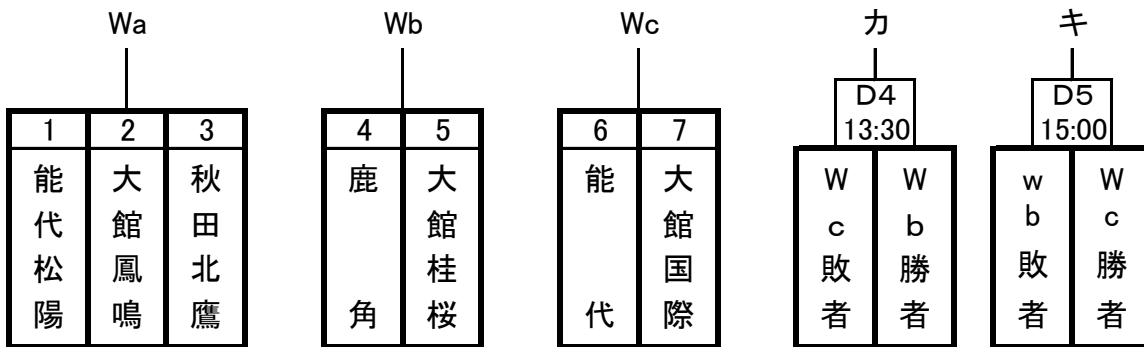 Wa Wb Wc カ キ
D4 D5
13:30 15:00
1 2 3 4 5 6 7
能代松陽
大館鳳鳴
秋田北鷹
鹿角
大館桂桜
能代
大館国際
Wc敗者
Wb勝者
wb敗者
Wc勝者